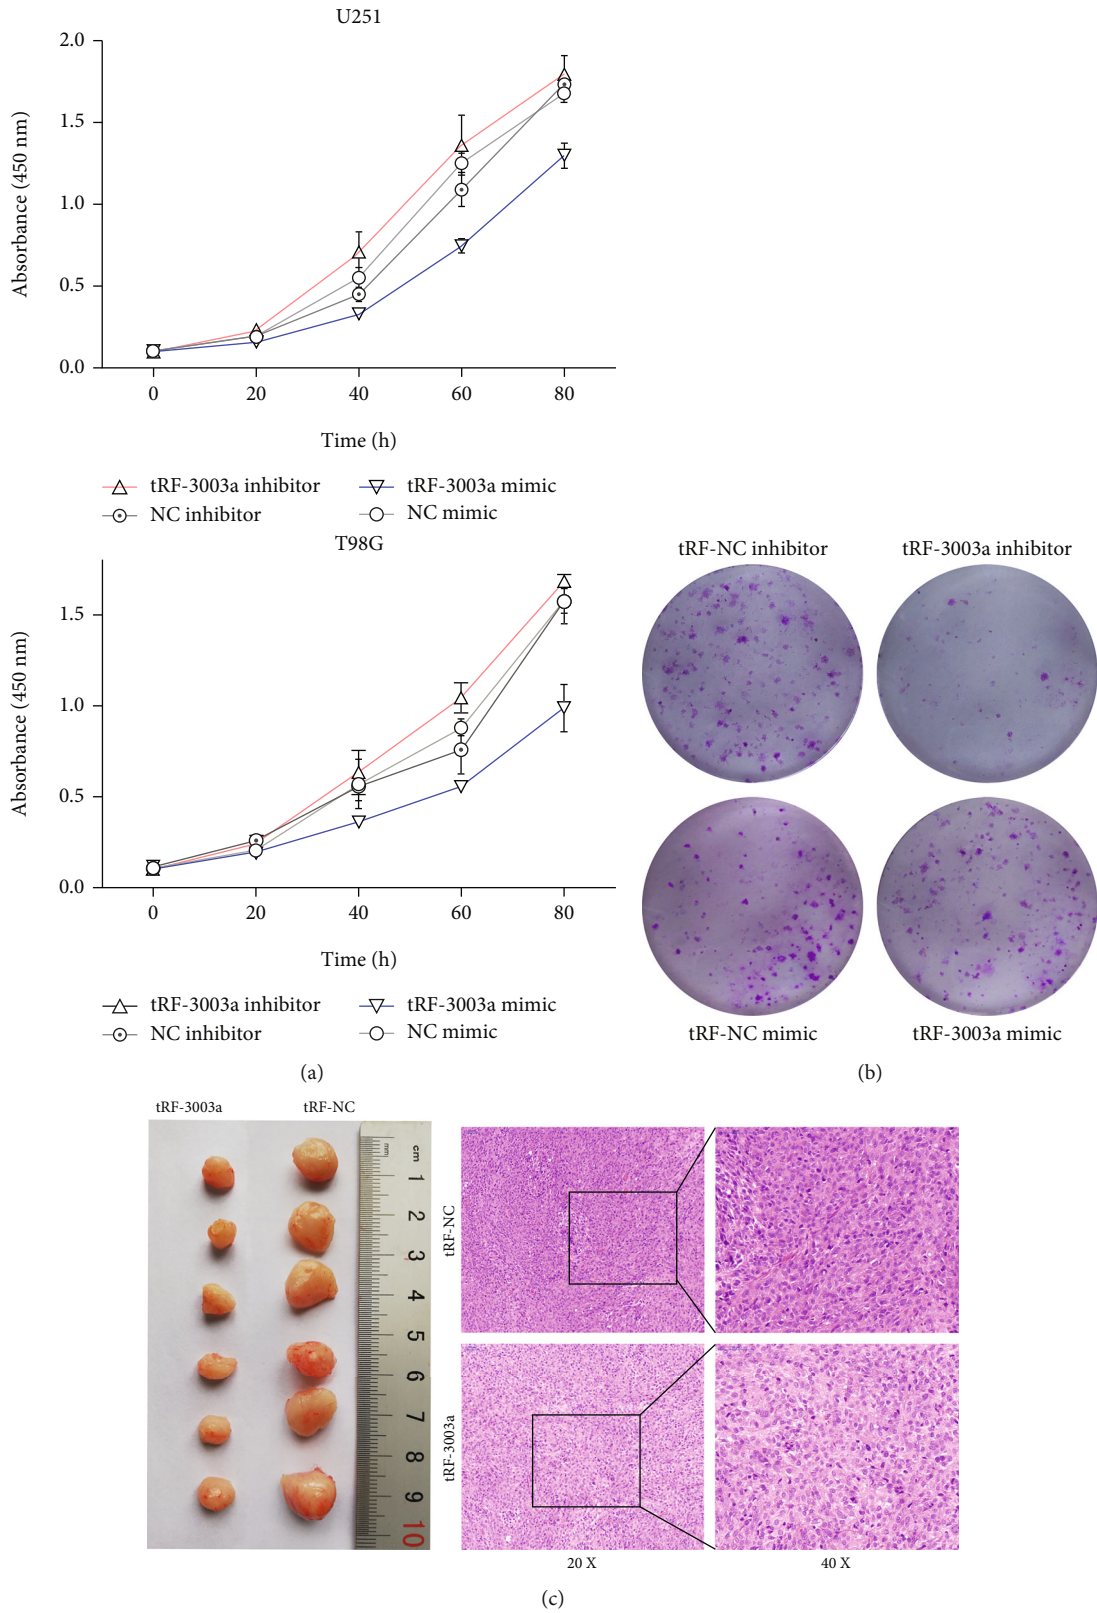 U251
2.0
1.5
1.0
0.5
0.0
Absorbance (450 nm)
0 20 40 60 80
Time (h)
tRF-3003a inhibitor tRF-3003a mimic
NC inhibitor NC mimic
T98G
1.5
1.0
0.5
0.0
Absorbance (450 nm)
0 20 40 60 80
Time (h)
tRF-3003a inhibitor tRF-3003a mimic
NC inhibitor NC mimic
(a)
tRF-NC inhibitor tRF-3003a inhibitor
tRF-NC mimic tRF-3003a mimic
(b)
tRF-3003a tRF-NC
cm
mm
1
2
3
4
5
6
7
8
9
10
tRF-NC
tRF-3003a
20 X 40 X
(c)